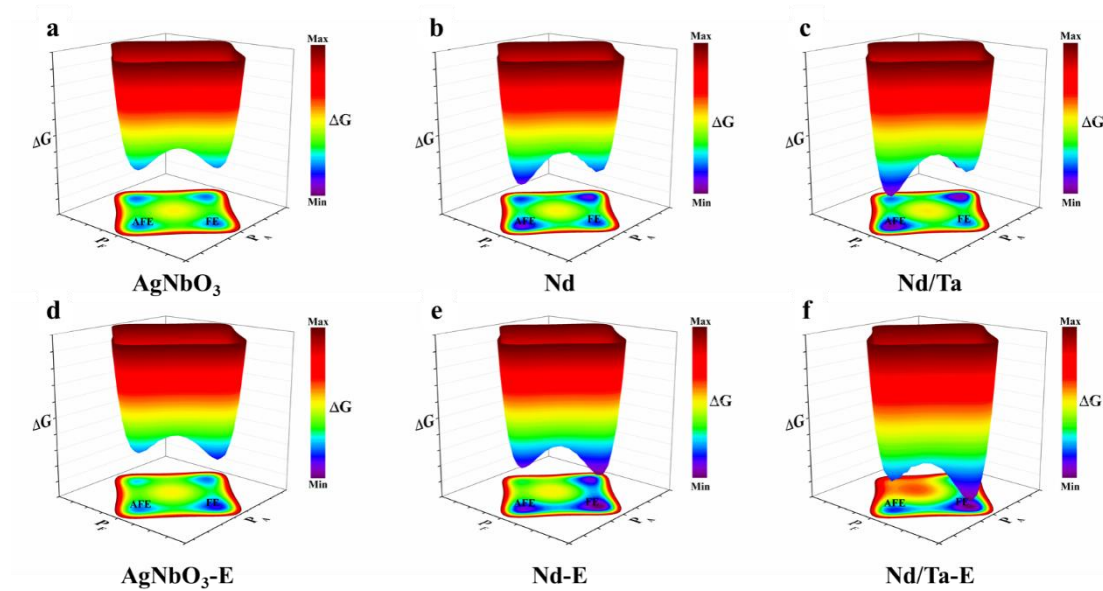 a
Max
ΔG
ΔG
Min
AFE
FE
P_F
P_A
AgNbO₃
b
Max
ΔG
ΔG
Min
AFE
FE
P_F
P_A
Nd
c
Max
ΔG
ΔG
Min
AFE
FE
P_F
P_A
Nd/Ta
d
Max
ΔG
ΔG
Min
AFE
FE
P_F
P_A
AgNbO₃-E
e
Max
ΔG
ΔG
Min
AFE
FE
P_F
P_A
Nd-E
f
Max
ΔG
ΔG
Min
AFE
FE
P_F
P_A
Nd/Ta-E